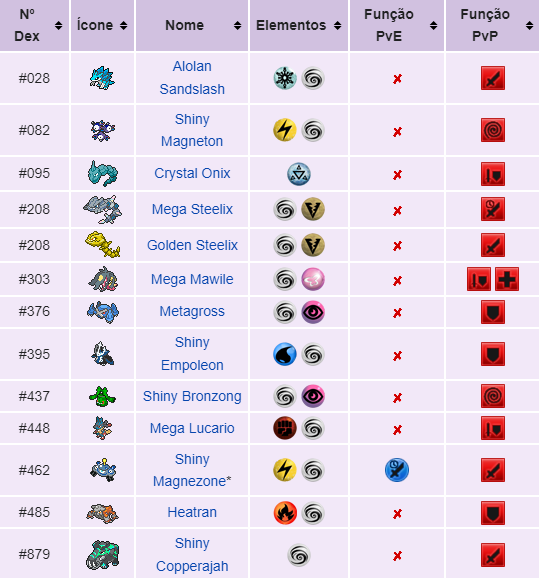 Nº Dex Ícone Nome Elementos Função PvE Função PvP
#028 Alolan Sandslash
#082 Shiny Magneton
#095 Crystal Onix
#208 Mega Steelix
#208 Golden Steelix
#303 Mega Mawile
#376 Metagross
#395 Shiny Empoleon
#437 Shiny Bronzong
#448 Mega Lucario
#462 Shiny Magnezone*
#485 Heatran
#879 Shiny Copperajah